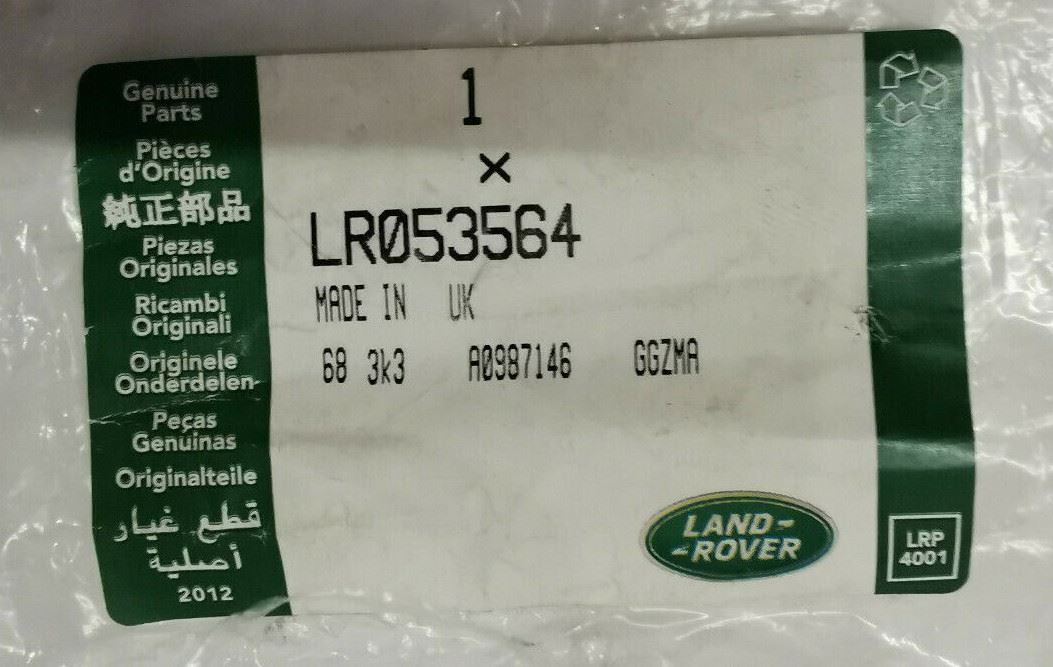 Genuine
Parts
Pièces
d'Origine
純正部品
Piezas
Originales
Ricambi
Originali
Originele
Onderdelen
Peças
Genuinas
Originalteile
قطع غيار
أصلية
2012
1
×
LR053564
MADE IN UK
68 3k3 A0987146 GGZMA
LAND-
-ROVER
LRP
4001